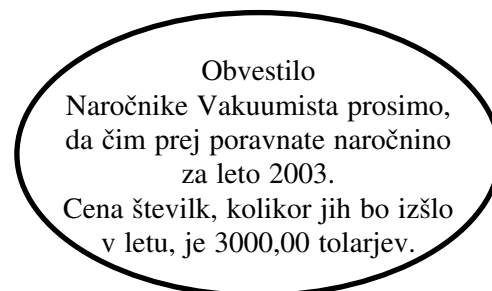 Obvestilo
Naročnike Vakuumista prosimo,
da čim prej poravnate naročnino
za leto 2003.
Cena številk, kolikor jih bo izšlo
v letu, je 3000,00 tolarjev.